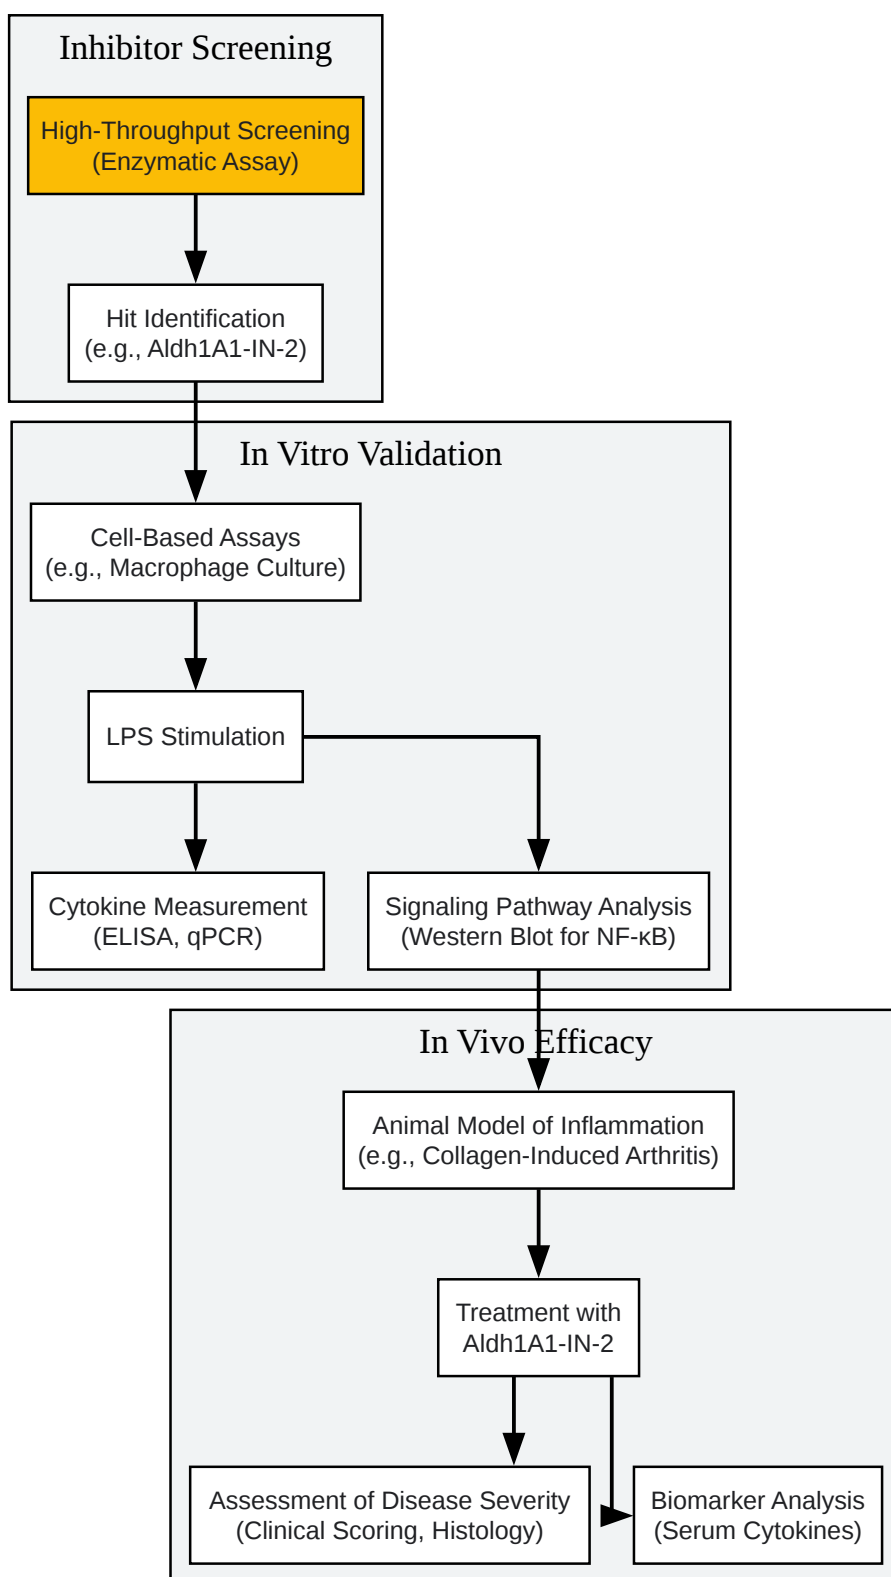 Inhibitor Screening
High-Throughput Screening
(Enzymatic Assay)
Hit Identification
(e.g., Aldh1A1-IN-2)
In Vitro Validation
Cell-Based Assays
(e.g., Macrophage Culture)
LPS Stimulation
Cytokine Measurement
(ELISA, qPCR)
Signaling Pathway Analysis
(Western Blot for NF-κB)
In Vivo Efficacy
Animal Model of Inflammation
(e.g., Collagen-Induced Arthritis)
Treatment with
Aldh1A1-IN-2
Assessment of Disease Severity
(Clinical Scoring, Histology)
Biomarker Analysis
(Serum Cytokines)